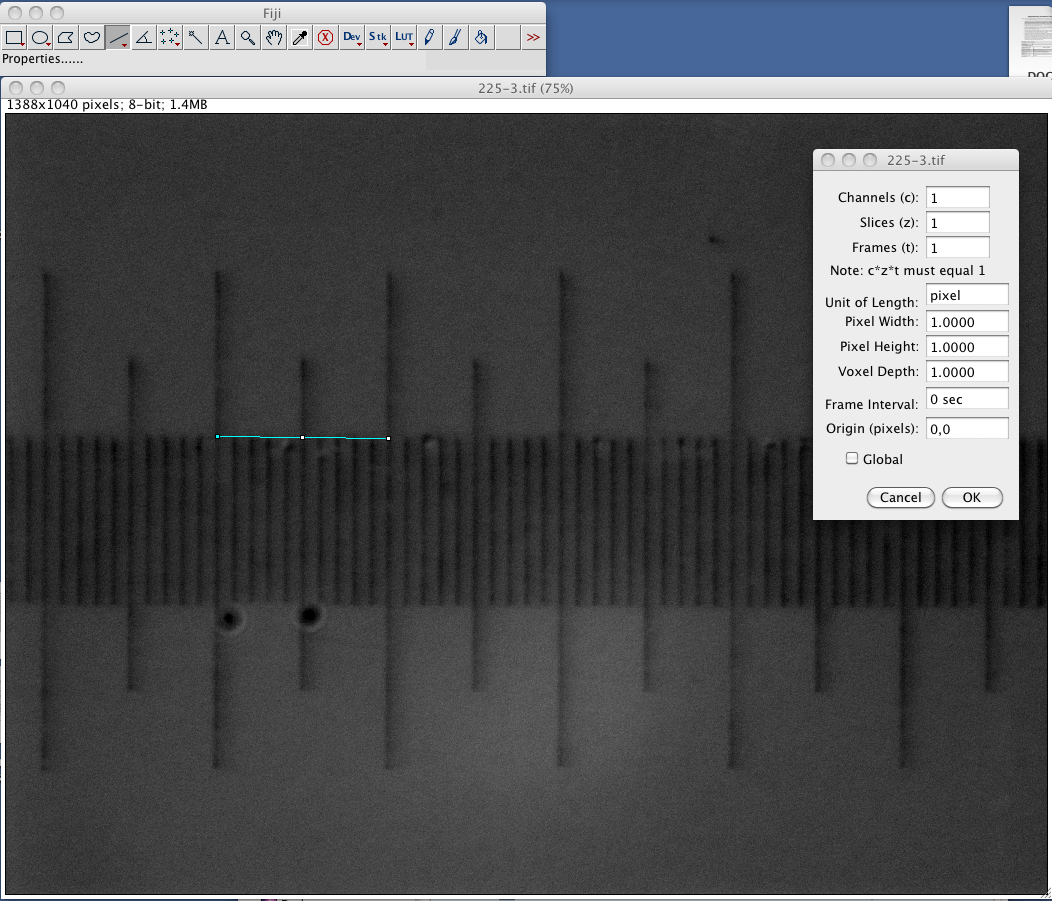 Fiji
A Dev Stk LUT >>
Properties......
DOC
225-3.tif (75%)
1388x1040 pixels; 8-bit; 1.4MB
225-3.tif
Channels (c): 1
Slices (z): 1
Frames (t): 1
Note: c*z*t must equal 1
Unit of Length: pixel
Pixel Width: 1.0000
Pixel Height: 1.0000
Voxel Depth: 1.0000
Frame Interval: 0 sec
Origin (pixels): 0,0
Global
Cancel OK